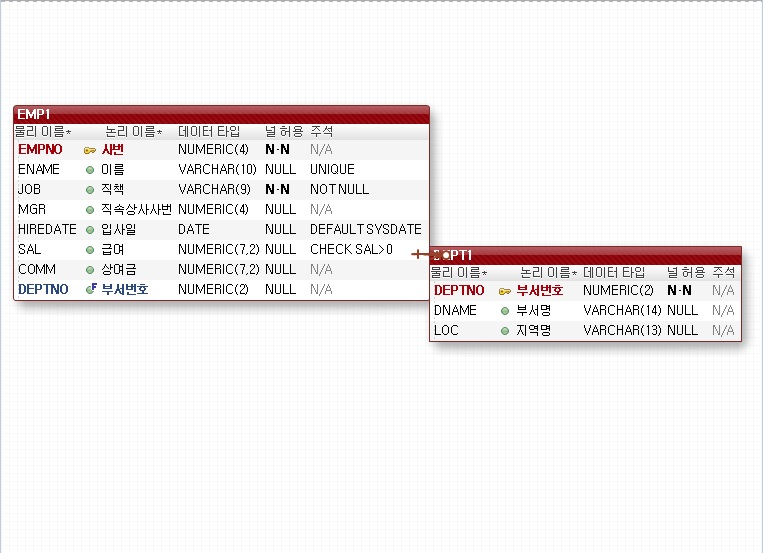 EMP1
물리 이름* 논리 이름* 데이터 타입 널 허용 주석
EMPNO 사번 NUMERIC(4) N-N N/A
ENAME 이름 VARCHAR(10) NULL UNIQUE
JOB 직책 VARCHAR(9) N-N NOT NULL
MGR 직속상사사번 NUMERIC(4) NULL N/A
HIREDATE 입사일 DATE NULL DEFAULT SYSDATE
SAL 급여 NUMERIC(7,2) NULL CHECK SAL>0
COMM 상여금 NUMERIC(7,2) NULL N/A
DEPTNO F 부서번호 NUMERIC(2) NULL N/A
물리 이름* 논리 이름* 데이터 타입 널 허용 주석
DEPTNO 부서번호 NUMERIC(2) N-N N/A
DNAME 부서명 VARCHAR(14) NULL N/A
LOC 지역명 VARCHAR(13) NULL N/A